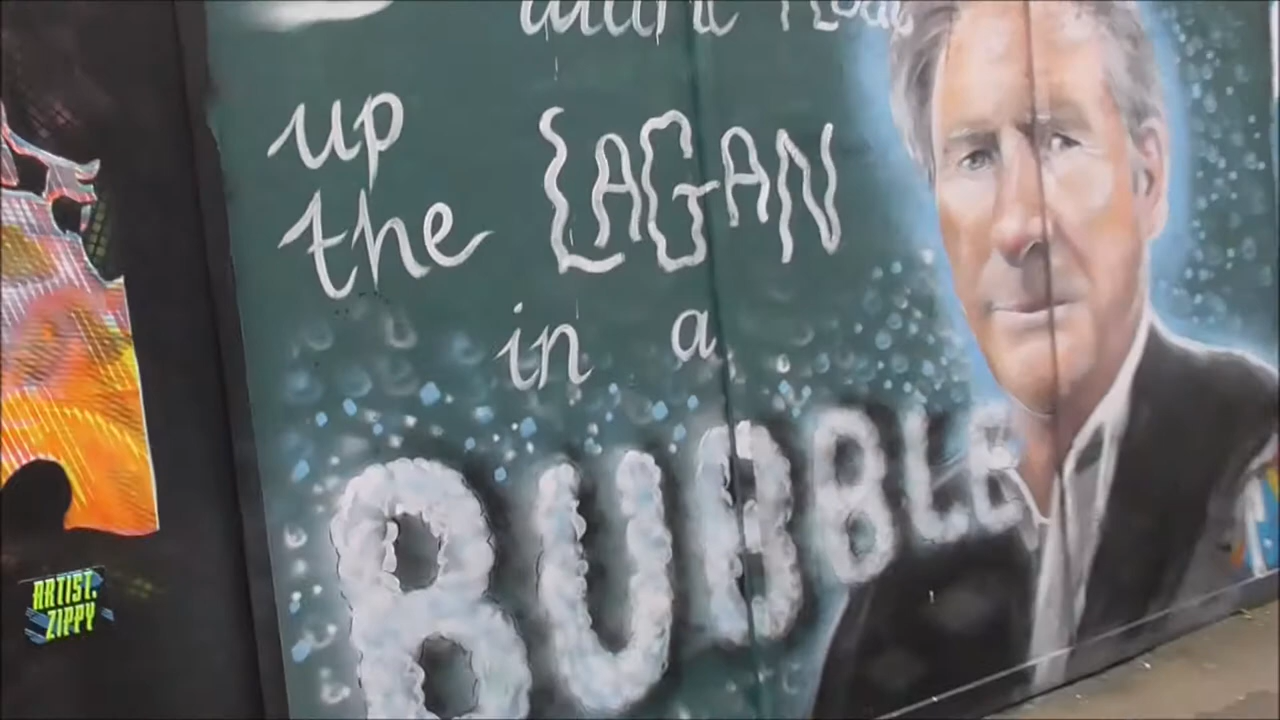 up
the LAGAN
in a
BUBBLE
ARTIST.
ZIPPY